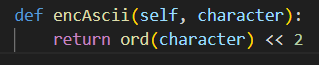 def encAscii(self, character):
    return ord(character) << 2